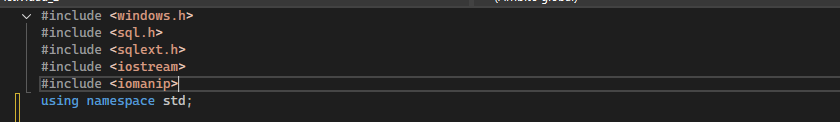 #include <windows.h>
#include <sql.h>
#include <sqlext.h>
#include <iostream>
#include <iomanip>
using namespace std;